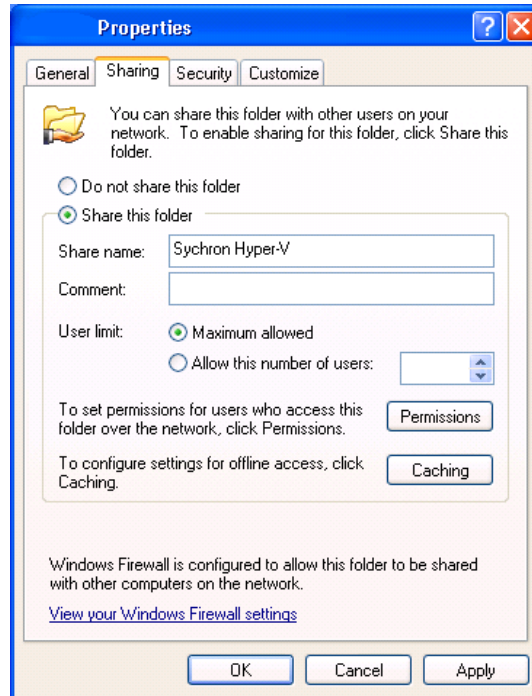 Properties
General Sharing Security Customize
You can share this folder with other users on your
network. To enable sharing for this folder, click Share this
folder.
Do not share this folder
Share this folder
Share name: Sychron Hyper-V
Comment:
User limit: Maximum allowed
Allow this number of users:
To set permissions for users who access this
folder over the network, click Permissions.
Permissions
To configure settings for offline access, click
Caching.
Caching
Windows Firewall is configured to allow this folder to be shared
with other computers on the network.
View your Windows Firewall settings
OK Cancel Apply